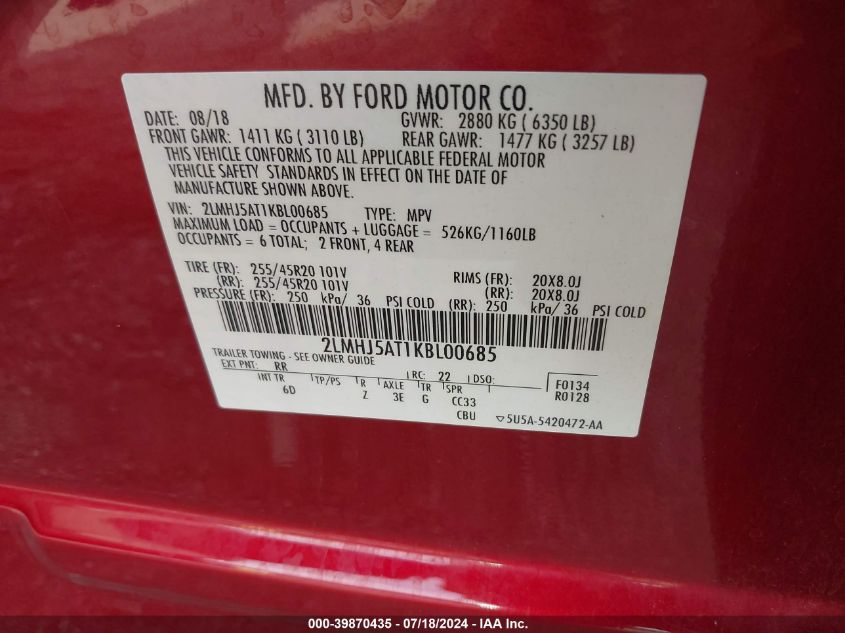 MFD. BY FORD MOTOR CO.
DATE: 08/18 GVWR: 2880 KG ( 6350 LB)
FRONT GAWR: 1411 KG ( 3110 LB) REAR GAWR: 1477 KG ( 3257 LB)
THIS VEHICLE CONFORMS TO ALL APPLICABLE FEDERAL MOTOR
VEHICLE SAFETY STANDARDS IN EFFECT ON THE DATE OF
MANUFACTURE SHOWN ABOVE.
VIN: 2LMHJ5AT1KBL00685 TYPE: MPV
MAXIMUM LOAD = OCCUPANTS + LUGGAGE = 526KG/1160LB
OCCUPANTS = 6 TOTAL; 2 FRONT, 4 REAR
TIRE (FR): 255/45R20 101V RIMS (FR): 20X8.0J
(RR): 255/45R20 101V (RR): 20X8.0J
PRESSURE (FR): 250 kPa/ 36 PSI COLD (RR): 250 kPa/ 36 PSI COLD
2LMHJ5AT1KBL00685
TRAILER TOWING - SEE OWNER GUIDE
EXT PNT: RR RC: 22 DSO: F0134
INT TR TP/PS R AXLE TR SPR R0128
6D Z 3E G CC33
CBU ▽5U5A-5420472-AA
000-39870435 - 07/18/2024 - IAA Inc.